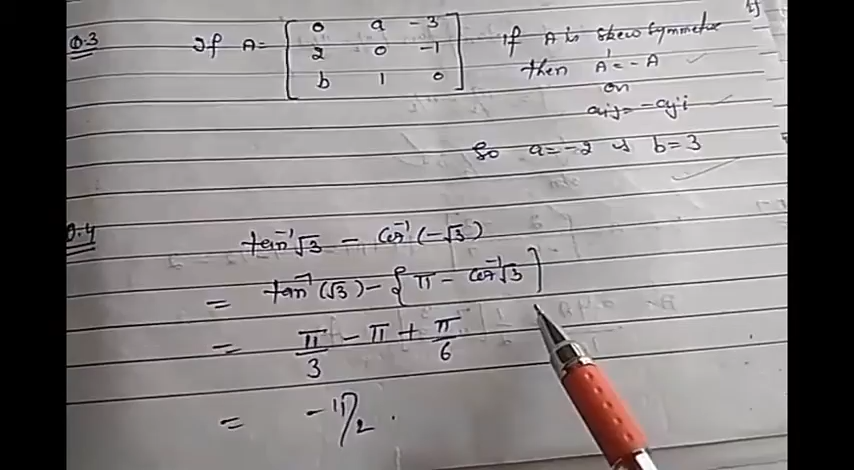 Q.3 If A = [ 0 a -3 If A is skew symmetric
2 0 -1 then A' = -A
b 1 0 ] or
aij = -aji
So a = -2 & b = 3
Q.4 tan⁻¹√3 - cot⁻¹(-√3)
= tan⁻¹(√3) - { π - cot⁻¹√3 ]
= π/3 - π + π/6
= -π/2 .